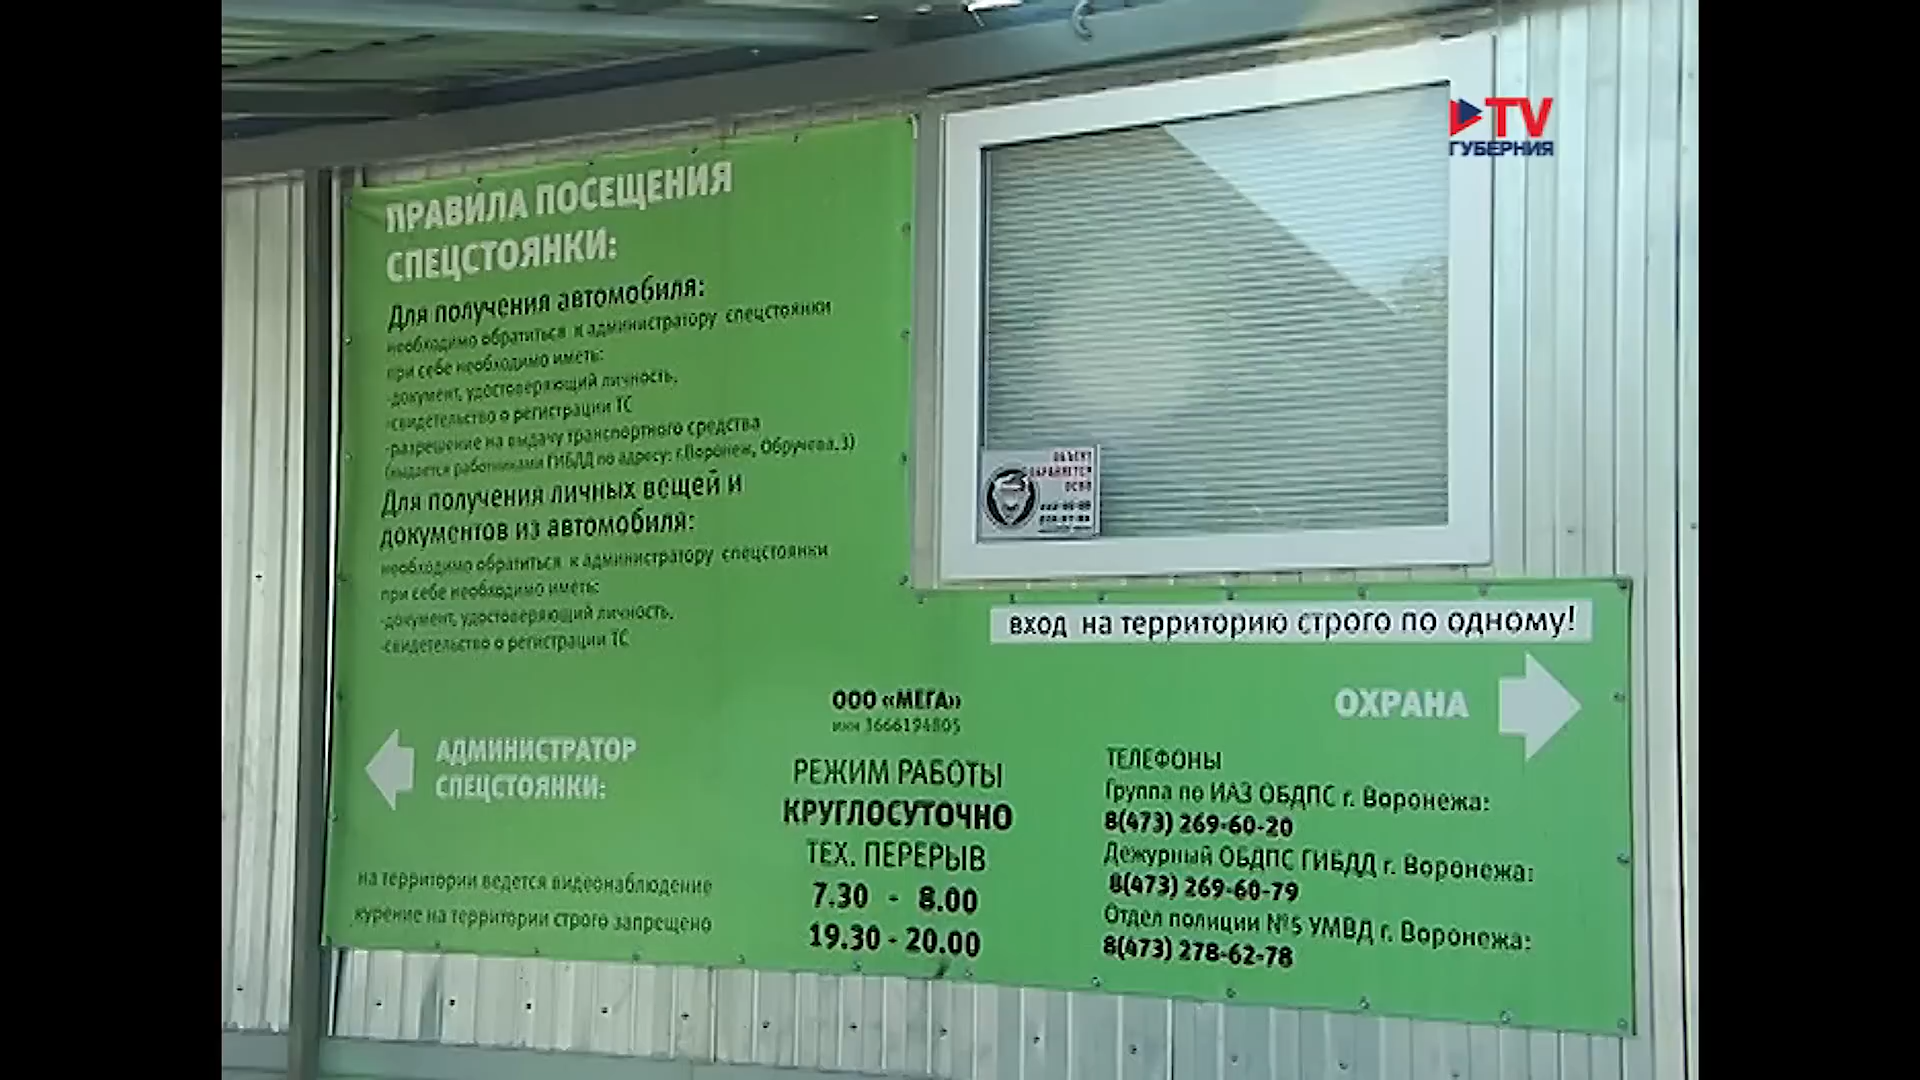 TV
ГУБЕРНИЯ
ПРАВИЛА ПОСЕЩЕНИЯ
СПЕЦСТОЯНКИ:
Для получения автомобиля:
необходимо обратиться к администратору спецстоянки
при себе необходимо иметь:
-документ, удостоверяющий личность,
-свидетельство о регистрации ТС
-разрешение на выдачу транспортного средства
(выдается работниками ГИБДД по адресу: г.Воронеж, Обручева,3)
Для получения личных вещей и
документов из автомобиля:
необходимо обратиться к администратору спецстоянки
при себе необходимо иметь:
-документ, удостоверяющий личность,
-свидетельство о регистрации ТС
АДМИНИСТРАТОР
СПЕЦСТОЯНКИ:
на территории ведется видеонаблюдение
курение на территории строго запрещено
ОБЪЕКТ
ОХРАНЯЕТСЯ
вход на территорию строго по одному!
ОХРАНА
ООО «МЕГА»
инн 3666194805
РЕЖИМ РАБОТЫ
КРУГЛОСУТОЧНО
ТЕХ. ПЕРЕРЫВ
7.30 - 8.00
19.30 - 20.00
ТЕЛЕФОНЫ
Группа по ИАЗ ОБДПС г. Воронежа:
8(473) 269-60-20
Дежурный ОБДПС ГИБДД г. Воронежа:
8(473) 269-60-79
Отдел полиции №5 УМВД г. Воронежа:
8(473) 278-62-78